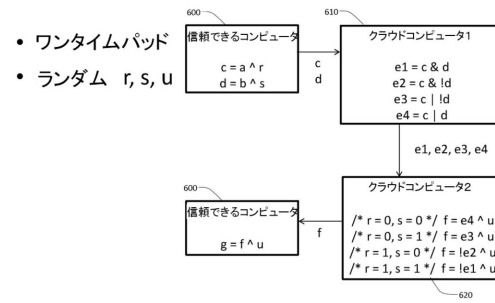 • ワンタイムパッド
• ランダム r, s, u
600
信頼できるコンピュータ
c = a ^ r
d = b ^ s
c
d
610
クラウドコンピュータ1
e1 = c & d
e2 = c & !d
e3 = c | !d
e4 = c | d
e1, e2, e3, e4
クラウドコンピュータ2
/* r = 0, s = 0 */ f = e4 ^ u
/* r = 0, s = 1 */ f = e3 ^ u
/* r = 1, s = 0 */ f = !e2 ^ u
/* r = 1, s = 1 */ f = !e1 ^ u
620
f
600
信頼できるコンピュータ
g = f ^ u